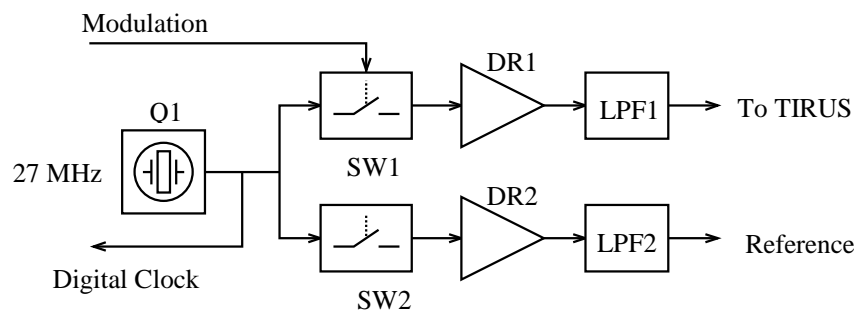 Modulation
DR1
Q1
LPF1
To TIRUS
27 MHz
SW1
DR2
LPF2
Reference
Digital Clock
SW2